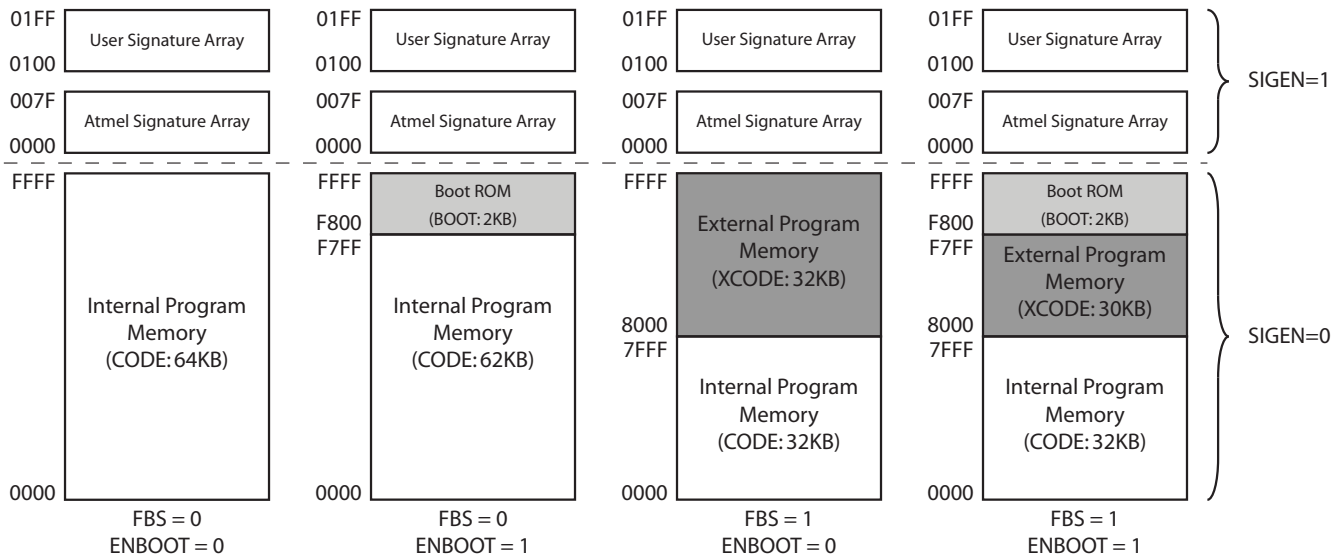 01FF
User Signature Array
0100
007F
Atmel Signature Array
0000
01FF
User Signature Array
0100
007F
Atmel Signature Array
0000
01FF
User Signature Array
0100
007F
Atmel Signature Array
0000
01FF
User Signature Array
0100
007F
Atmel Signature Array
0000
SIGEN=1
FFFF
Internal Program
Memory
(CODE: 64KB)
0000
FBS = 0
ENBOOT = 0
FFFF
Boot ROM
(BOOT: 2KB)
F800
F7FF
Internal Program
Memory
(CODE: 62KB)
0000
FBS = 0
ENBOOT = 1
FFFF
External Program
Memory
(XCODE: 32KB)
8000
7FFF
Internal Program
Memory
(CODE: 32KB)
0000
FBS = 1
ENBOOT = 0
FFFF
Boot ROM
(BOOT: 2KB)
F800
F7FF
External Program
Memory
(XCODE: 30KB)
8000
7FFF
Internal Program
Memory
(CODE: 32KB)
0000
FBS = 1
ENBOOT = 1
SIGEN=0